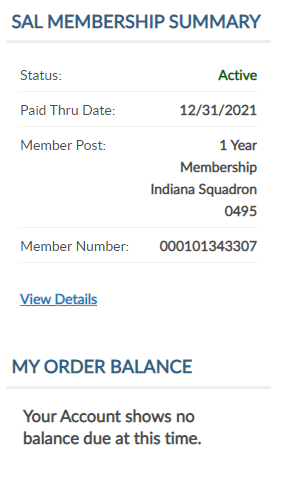 SAL MEMBERSHIP SUMMARY
Status: Active
Paid Thru Date: 12/31/2021
Member Post: 1 Year
Membership
Indiana Squadron
0495
Member Number: 000101343307
View Details
MY ORDER BALANCE
Your Account shows no
balance due at this time.